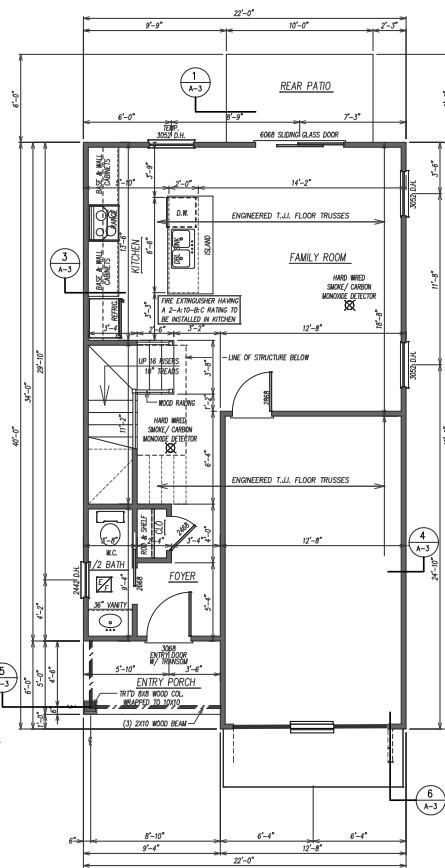 22'-0"
9'-9"
10'-0"
2'-3"
6'-0"
1
A-3
REAR PATIO
6'-0"
8'-9"
7'-3"
TEMP.
3052 D.H.
6068 SLIDING GLASS DOOR
3'-6"
BASE & WALL
CABINETS
5'-10"
3'-9"
2'-0"
14'-2"
3052 D.H.
RANGE
D.W.
ENGINEERED T.J.I. FLOOR TRUSSES
13'-6"
KITCHEN
6'-6"
DBL. SINK
ISLAND
FAMILY ROOM
11'-8"
3
A-3
BASE & WALL
CABINETS
HARD WIRED
SMOKE/ CARBON
MONOXIDE DETECTOR
REFRIG.
3'-3"
FIRE EXTINGUISHER HAVING
A 2-A:10-B:C RATING TO
BE INSTALLED IN KITCHEN
18'-8"
3'-4"
2'-6"
3'-2"
12'-8"
29'-10"
34'-0"
40'-0"
UP 16 RISERS
10" TREADS
3'-8"
LINE OF STRUCTURE BELOW
3052 D.H.
WOOD RAILING
1'-2"
2868
11'-2"
HARD WIRED
SMOKE/ CARBON
MONOXIDE DETECTOR
6'-4"
ENGINEERED T.J.I. FLOOR TRUSSES
ROD & SHELF
CLO
2468
4'-0"
W.C.
3'-4"
12'-8"
4
A-3
1/2 BATH
2442 D.H.
9'-4"
2668
FOYER
24'-10"
36" VANITY
4'-2"
5'-4"
3068
ENTRY DOOR
W/ TRANSOM
5
A-3
6'-0"
5'-0"
4'-6"
5'-10"
3'-6"
ENTRY PORCH
TRT'D 8X8 WOOD COL.
WRAPPED TO 10X10
1'-0"
6"
(3) 2X10 WOOD BEAM
6
A-3
6"
8'-10"
6'-4"
6'-4"
9'-4"
12'-8"
22'-0"